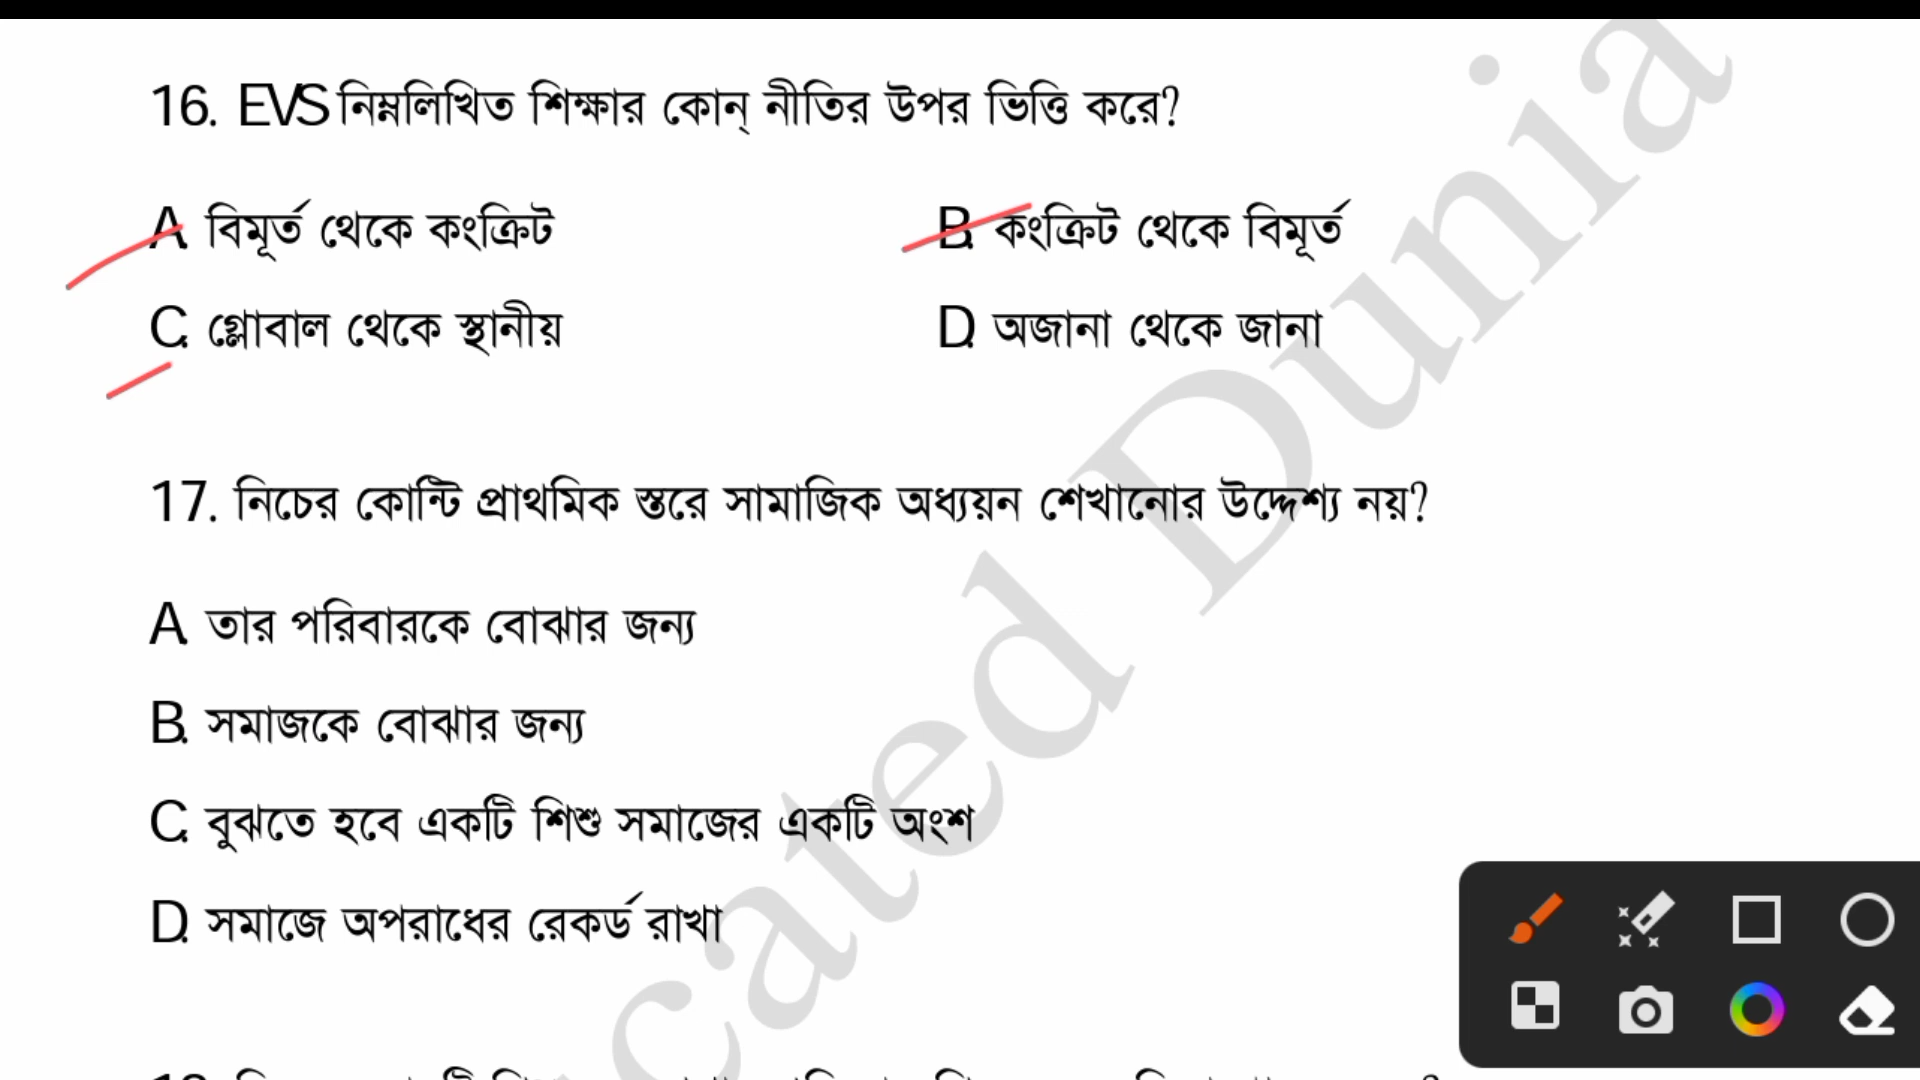 16. EVS নিম্নলিখিত শিক্ষার কোন্ নীতির উপর ভিত্তি করে?
A. বিমূর্ত থেকে কংক্রিট B. কংক্রিট থেকে বিমূর্ত
C. গ্লোবাল থেকে স্থানীয় D. অজানা থেকে জানা
17. নিচের কোন্টি প্রাথমিক স্তরে সামাজিক অধ্যয়ন শেখানোর উদ্দেশ্য নয়?
A. তার পরিবারকে বোঝার জন্য
B. সমাজকে বোঝার জন্য
C. বুঝতে হবে একটি শিশু সমাজের একটি অংশ
D. সমাজে অপরাধের রেকর্ড রাখা
cated Dunia